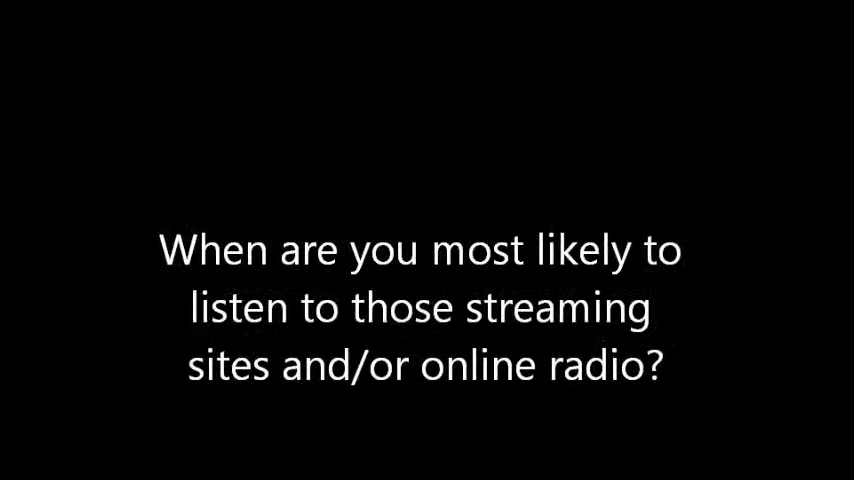 When are you most likely to
listen to those streaming
sites and/or online radio?